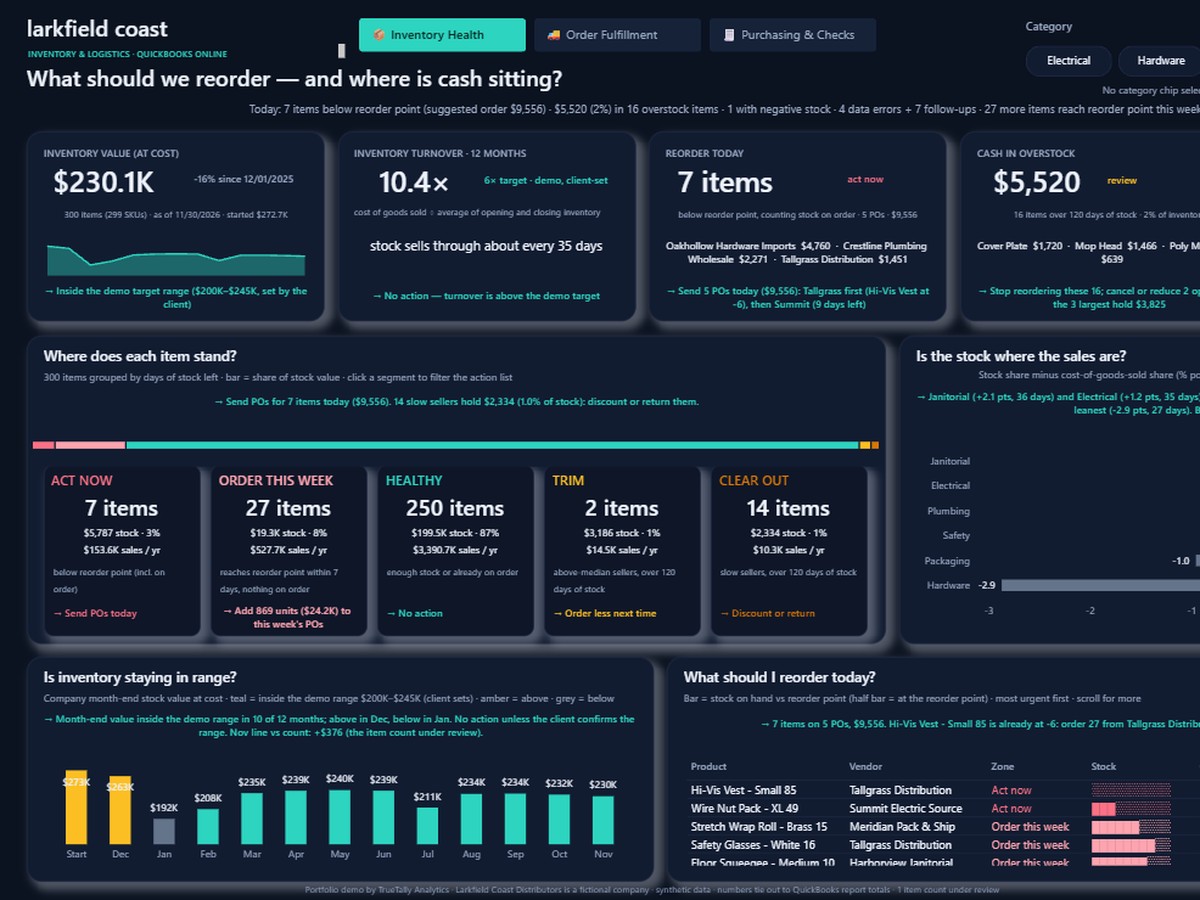 larkfield coast
INVENTORY & LOGISTICS · QUICKBOOKS ONLINE
Inventory Health
Order Fulfillment
Purchasing & Checks
Category
Electrical
Hardware
What should we reorder — and where is cash sitting?
No category chip selec
Today: 7 items below reorder point (suggested order $9,556) · $5,520 (2%) in 16 overstock items · 1 with negative stock · 4 data errors + 7 follow-ups · 27 more items reach reorder point this week
INVENTORY VALUE (AT COST)
$230.1K
-16% since 12/01/2025
300 items (299 SKUs) · as of 11/30/2026 · started $272.7K
→ Inside the demo target range ($200K–$245K, set by the
client)
INVENTORY TURNOVER · 12 MONTHS
10.4×
6× target · demo, client-set
cost of goods sold ÷ average of opening and closing inventory
stock sells through about every 35 days
→ No action — turnover is above the demo target
REORDER TODAY
7 items
act now
below reorder point, counting stock on order · 5 POs · $9,556
Oakhollow Hardware Imports $4,760 · Crestline Plumbing
Wholesale $2,271 · Tallgrass Distribution $1,451
→ Send 5 POs today ($9,556): Tallgrass first (Hi-Vis Vest at
-6), then Summit (9 days left)
CASH IN OVERSTOCK
$5,520
review
16 items over 120 days of stock · 2% of invento
Cover Plate $1,720 · Mop Head $1,466 · Poly M
$639
→ Stop reordering these 16; cancel or reduce 2 op
the 3 largest hold $3,825
Where does each item stand?
300 items grouped by days of stock left · bar = share of stock value · click a segment to filter the action list
→ Send POs for 7 items today ($9,556). 14 slow sellers hold $2,334 (1.0% of stock): discount or return them.
ACT NOW
7 items
$5,787 stock · 3%
$153.6K sales / yr
below reorder point (incl. on
order)
→ Send POs today
ORDER THIS WEEK
27 items
$19.3K stock · 8%
$527.7K sales / yr
reaches reorder point within 7
days, nothing on order
→ Add 869 units ($24.2K) to
this week's POs
HEALTHY
250 items
$199.5K stock · 87%
$3,390.7K sales / yr
enough stock or already on order
→ No action
TRIM
2 items
$3,186 stock · 1%
$14.5K sales / yr
above-median sellers, over 120
days of stock
→ Order less next time
CLEAR OUT
14 items
$2,334 stock · 1%
$10.3K sales / yr
slow sellers, over 120 days of stock
→ Discount or return
Is the stock where the sales are?
Stock share minus cost-of-goods-sold share (% po
→ Janitorial (+2.1 pts, 36 days) and Electrical (+1.2 pts, 35 days)
leanest (-2.9 pts, 27 days). B
Janitorial
Electrical
Plumbing
Safety
Packaging -1.0
Hardware -2.9
-3 -2 -1
Is inventory staying in range?
Company month-end stock value at cost · teal = inside the demo range $200K–$245K (client sets) · amber = above · grey = below
→ Month-end value inside the demo range in 10 of 12 months; above in Dec, below in Jan. No action unless the client confirms the
range. Nov line vs count: +$376 (the item count under review).
$273K $263K $192K $208K $235K $239K $240K $239K $211K $234K $234K $232K $230K
Start Dec Jan Feb Mar Apr May Jun Jul Aug Sep Oct Nov
What should I reorder today?
Bar = stock on hand vs reorder point (half bar = at the reorder point) · most urgent first · scroll for more
→ 7 items on 5 POs, $9,556. Hi-Vis Vest - Small 85 is already at -6: order 27 from Tallgrass Distribu
Product Vendor Zone Stock
Hi-Vis Vest - Small 85 Tallgrass Distribution Act now
Wire Nut Pack - XL 49 Summit Electric Source Act now
Stretch Wrap Roll - Brass 15 Meridian Pack & Ship Order this week
Safety Glasses - White 16 Tallgrass Distribution Order this week
Floor Squeegee - Medium 10 Harborview Janitorial Order this week
Portfolio demo by TrueTally Analytics · Larkfield Coast Distributors is a fictional company · synthetic data · numbers tie out to QuickBooks report totals · 1 item count under review